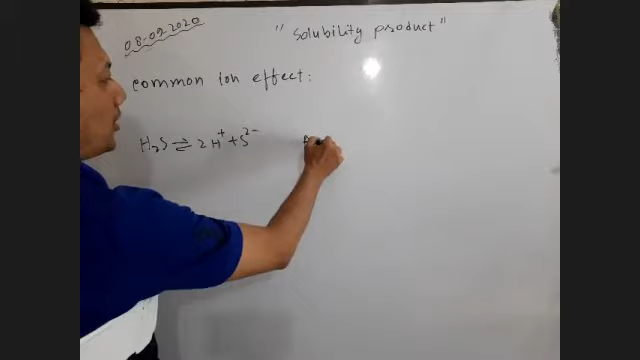 08-09-2020
"Solubility product"
common ion effect:
H₂S ⇌ 2H⁺ + S²⁻